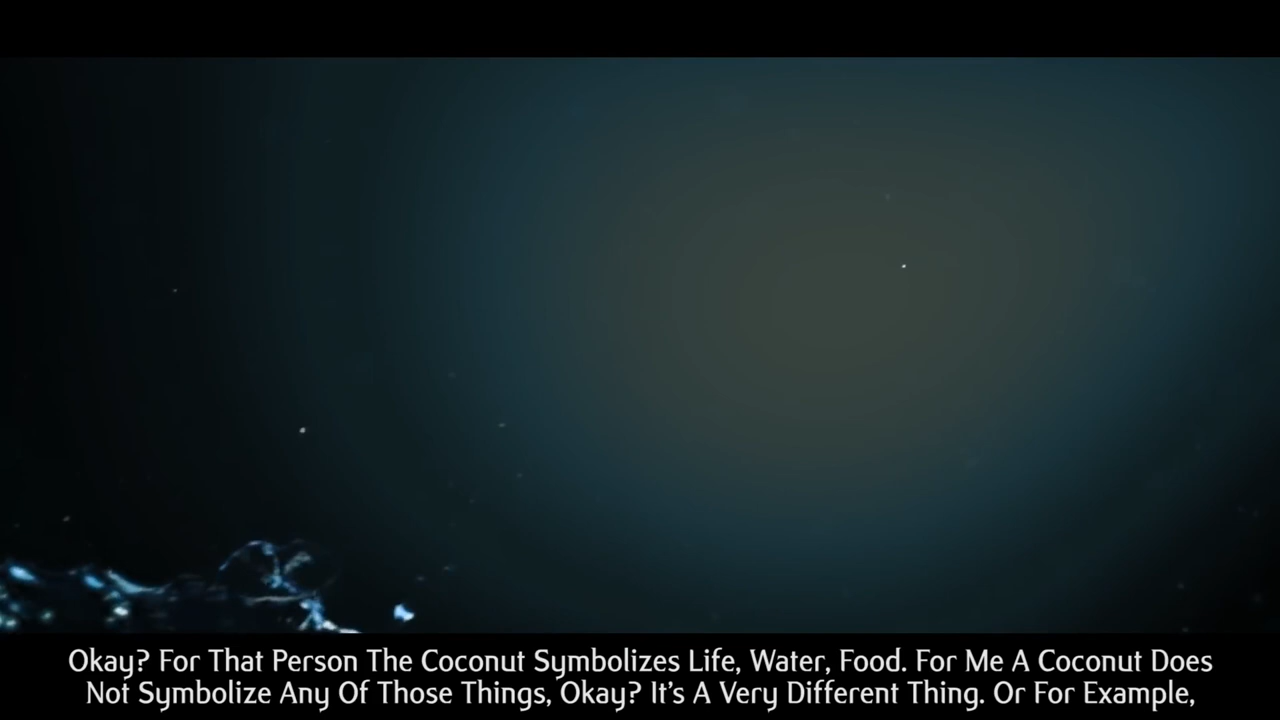 Okay? For That Person The Coconut Symbolizes Life, Water, Food. For Me A Coconut Does
Not Symbolize Any Of Those Things, Okay? It's A Very Different Thing. Or For Example,